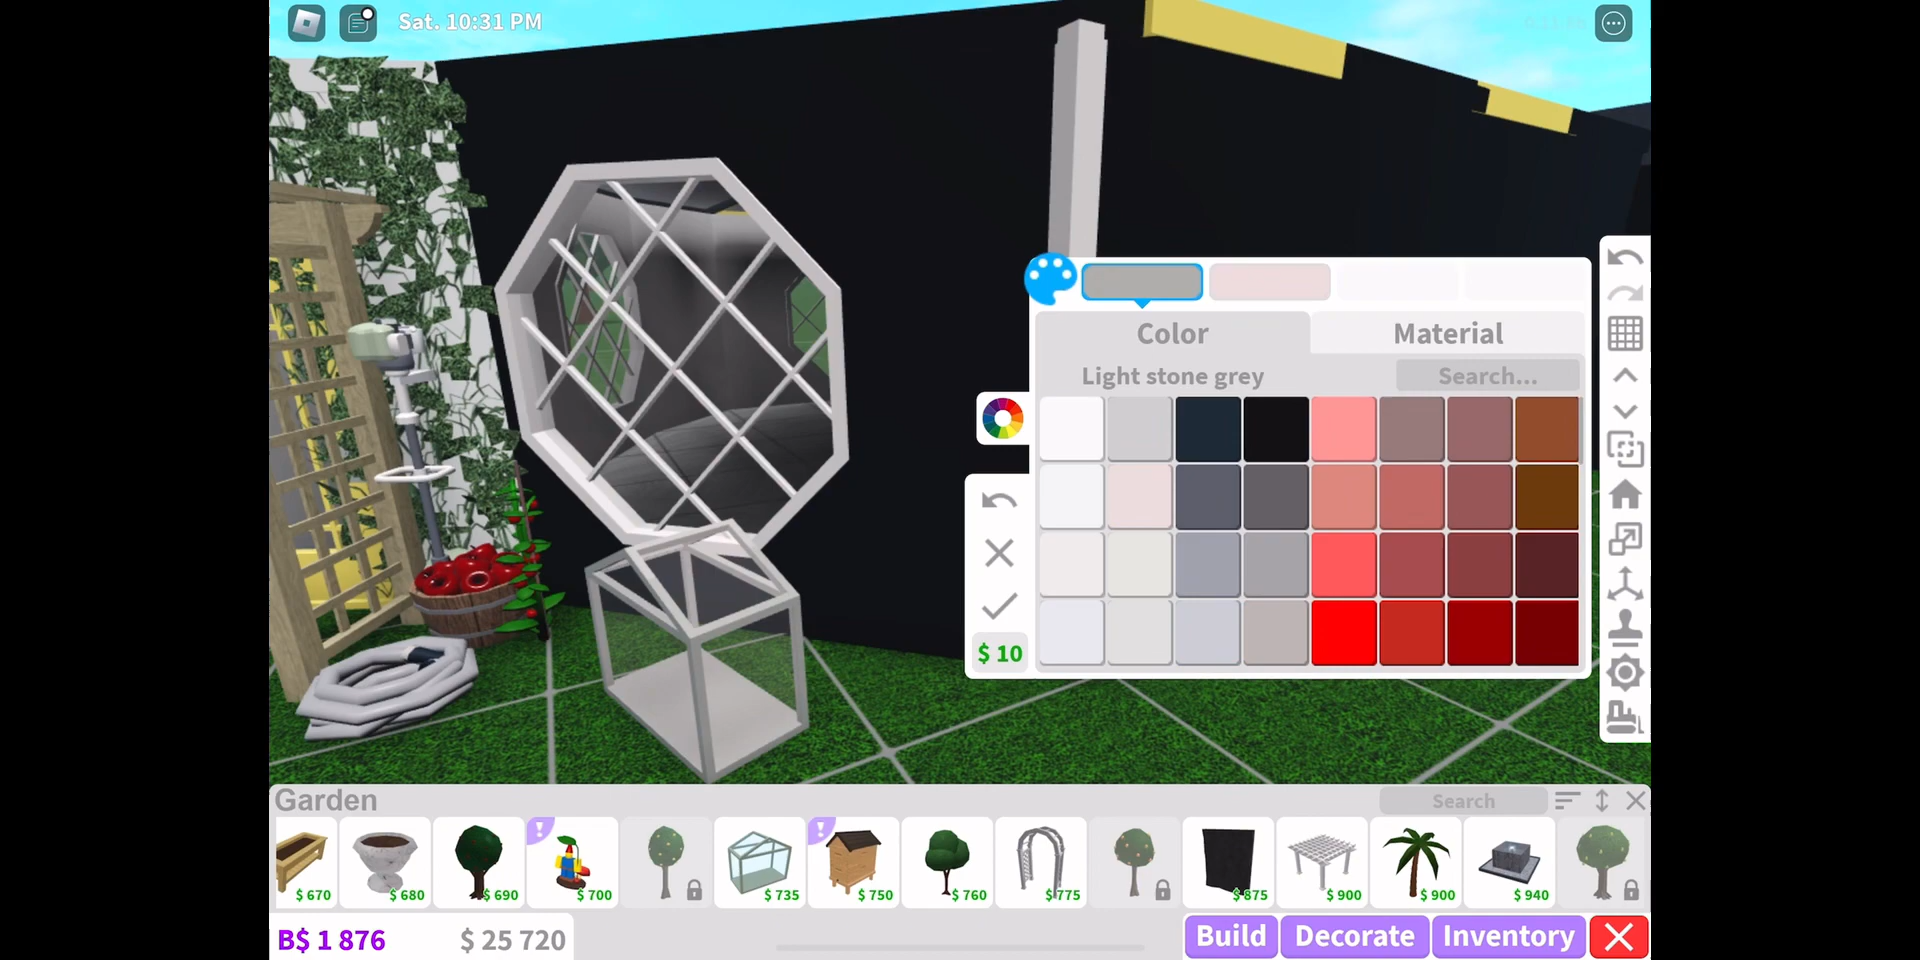 Sat. 10:31 PM
Color
Material
Light stone grey
Search...
$ 10
Garden
Search
$ 670
$ 680
$ 690
!
$ 700
$ 735
!
$ 750
$ 760
$ 775
$ 875
$ 900
$ 900
$ 940
B$ 1 876
$ 25 720
Build
Decorate
Inventory